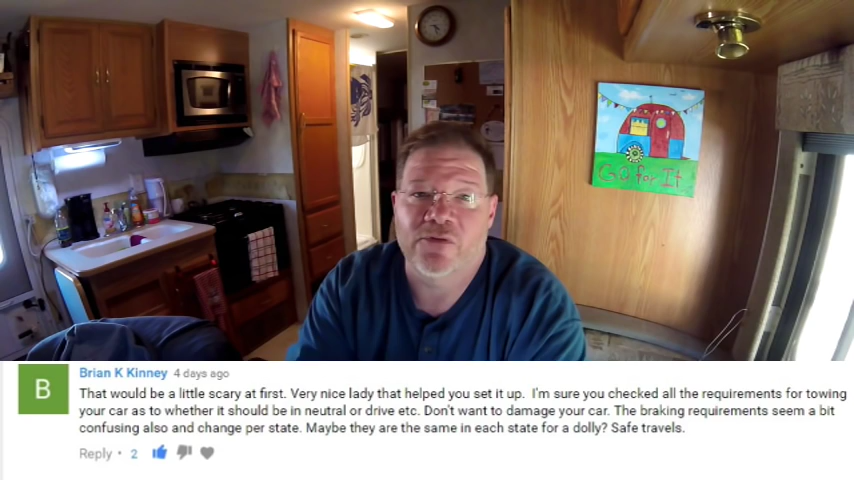 Go for It
Brian K Kinney 4 days ago
B
That would be a little scary at first. Very nice lady that helped you set it up. I'm sure you checked all the requirements for towing
your car as to whether it should be in neutral or drive etc. Don't want to damage your car. The braking requirements seem a bit
confusing also and change per state. Maybe they are the same in each state for a dolly? Safe travels.
Reply • 2